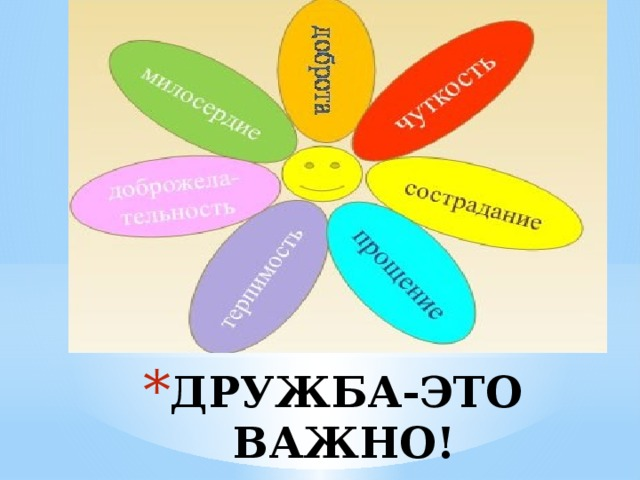 доброта
чуткость
сострадание
прощение
терпимость
доброжела-
тельность
милосердие
*ДРУЖБА-ЭТО
ВАЖНО!